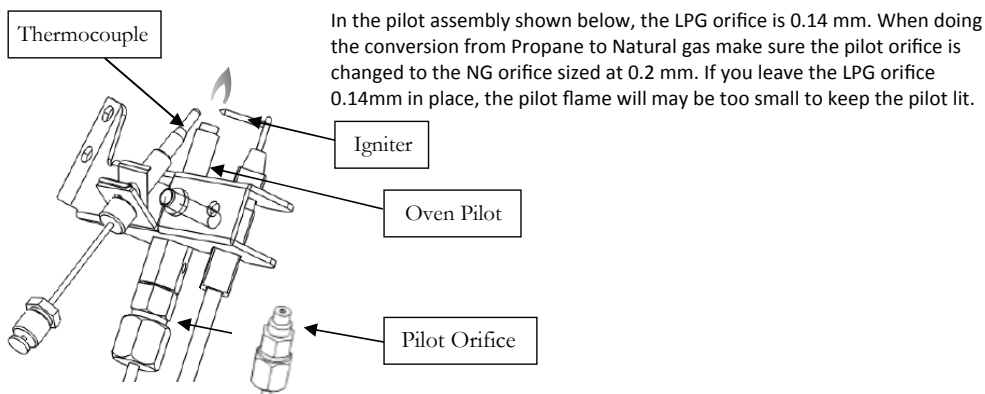 Thermocouple
In the pilot assembly shown below, the LPG orifice is 0.14 mm. When doing
the conversion from Propane to Natural gas make sure the pilot orifice is
changed to the NG orifice sized at 0.2 mm. If you leave the LPG orifice
0.14mm in place, the pilot flame will may be too small to keep the pilot lit.
Igniter
Oven Pilot
Pilot Orifice